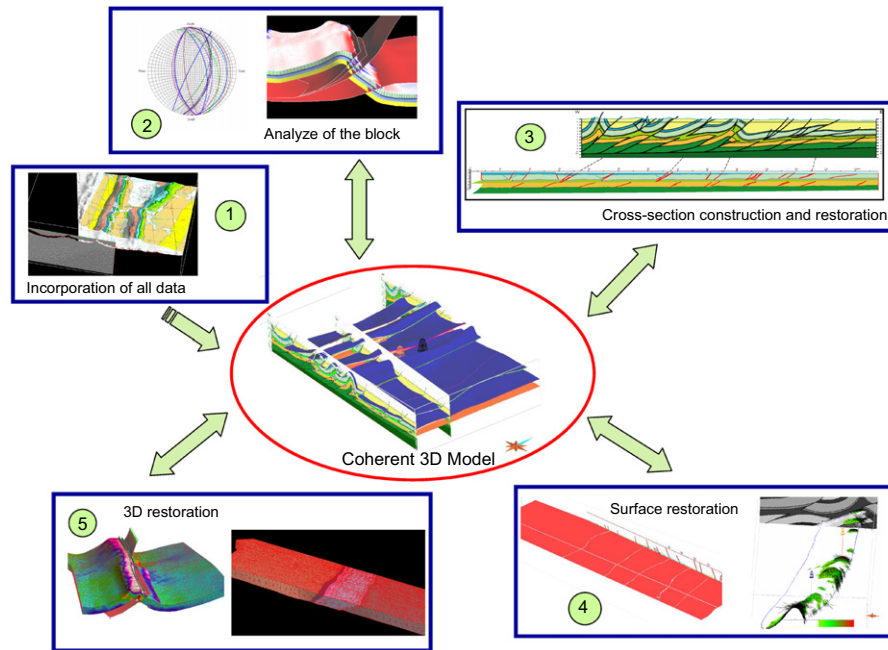 2
Analyze of the block
3
Cross-section construction and restoration
1
Incorporation of all data
Coherent 3D Model
5
3D restoration
Surface restoration
4